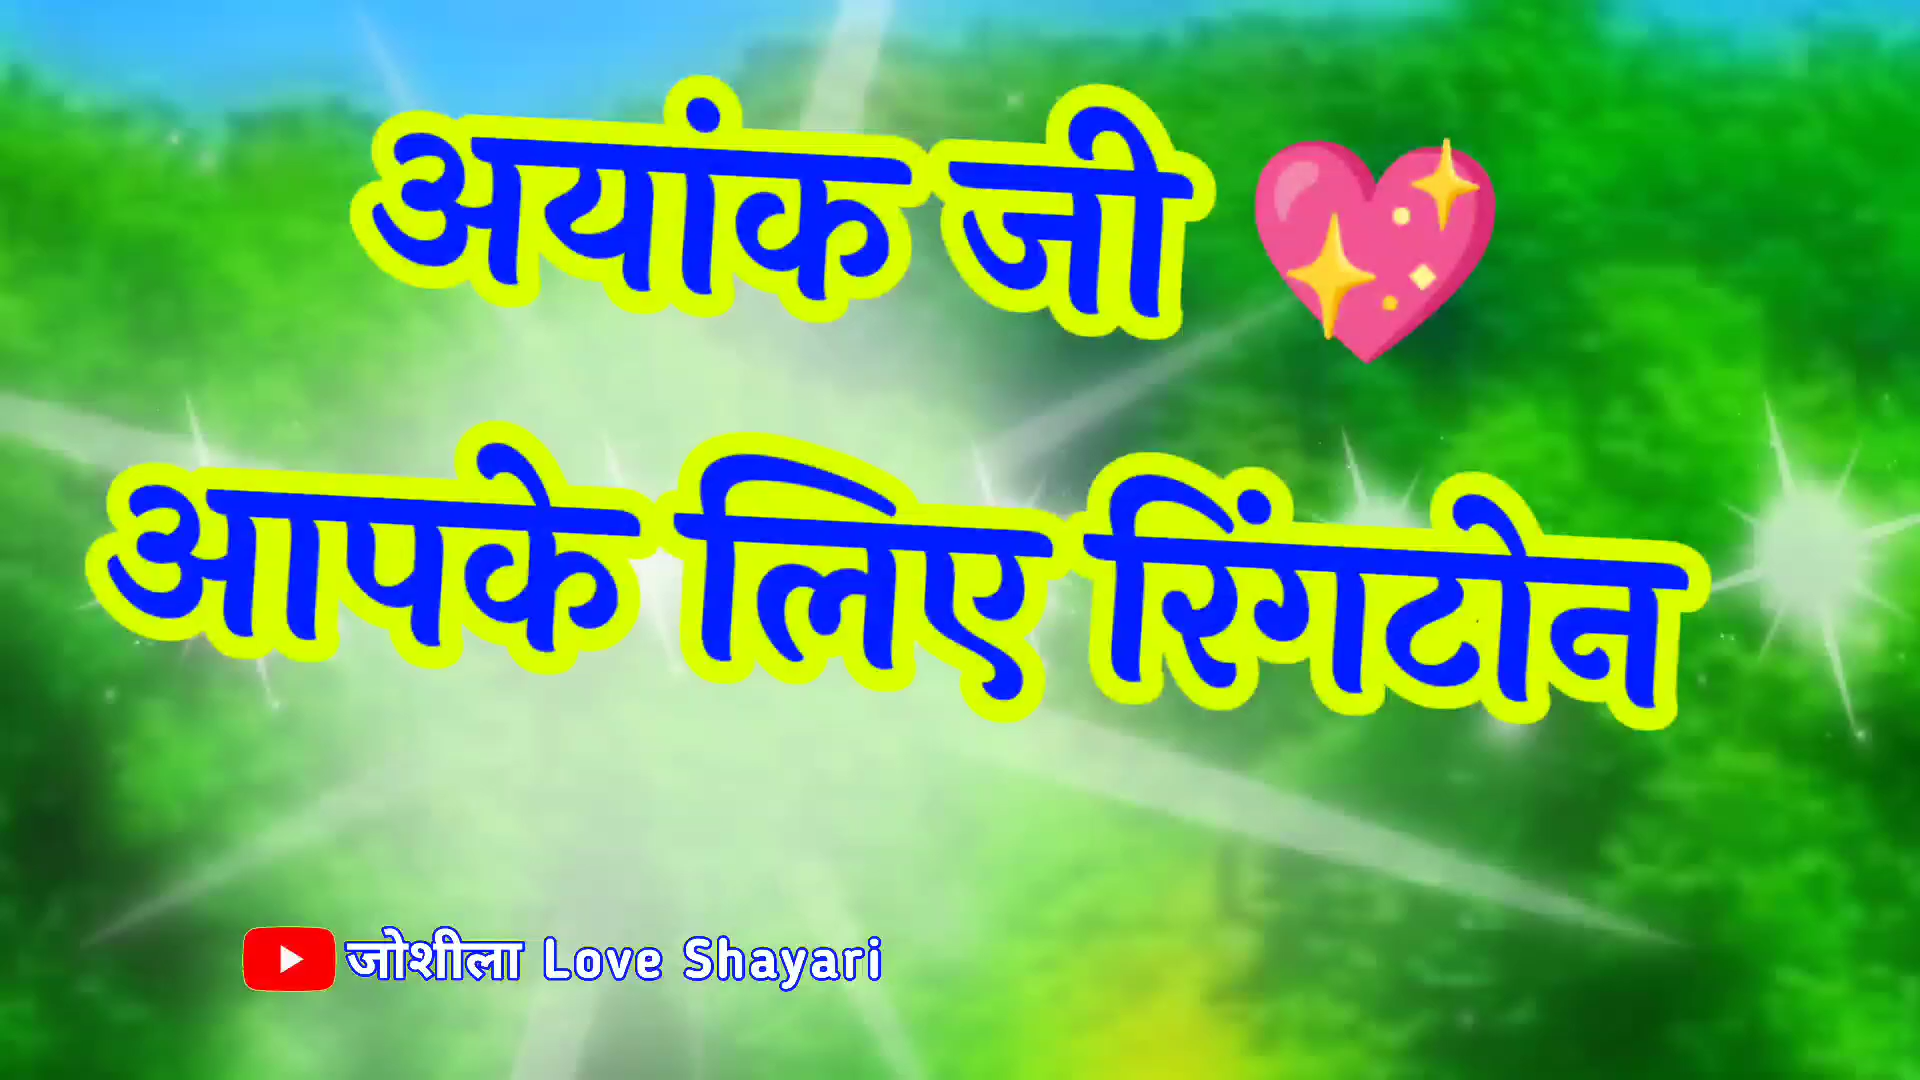 अयांक जी 💖
आपके लिए रिंगटोन
जोशीला Love Shayari